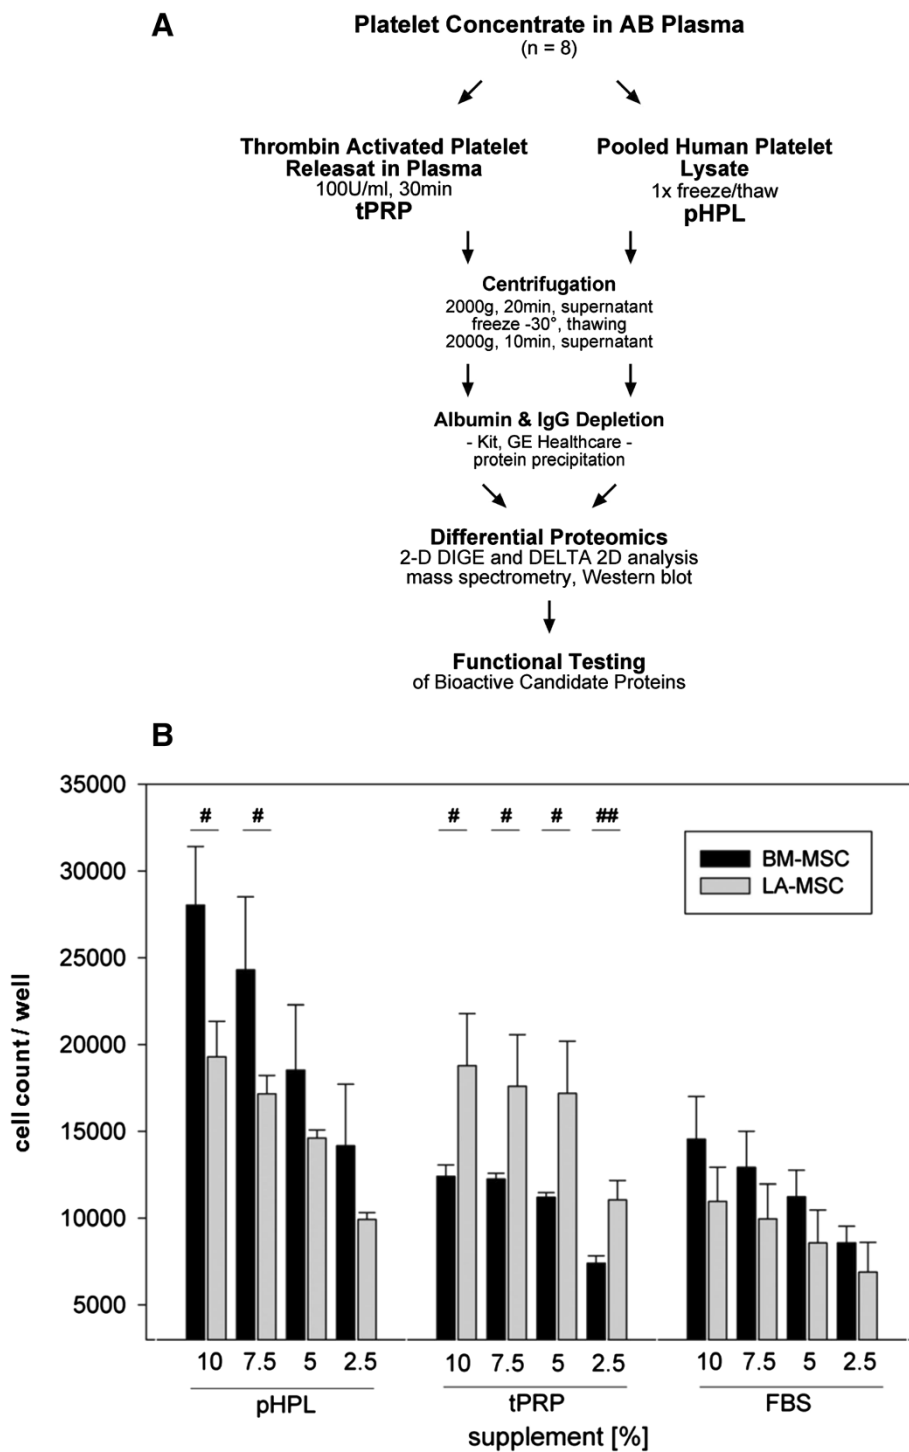 A
Platelet Concentrate in AB Plasma
(n = 8)
Thrombin Activated Platelet
Releasat in Plasma
100U/ml, 30min
tPRP
Pooled Human Platelet
Lysate
1x freeze/thaw
pHPL
Centrifugation
2000g, 20min, supernatant
freeze -30°, thawing
2000g, 10min, supernatant
Albumin & IgG Depletion
- Kit, GE Healthcare -
protein precipitation
Differential Proteomics
2-D DIGE and DELTA 2D analysis
mass spectrometry, Western blot
Functional Testing
of Bioactive Candidate Proteins
B
35000
30000
25000
20000
15000
10000
5000
cell count / well
# # # # # ##
BM-MSC
LA-MSC
10 7.5 5 2.5 10 7.5 5 2.5 10 7.5 5 2.5
pHPL tPRP FBS
supplement [%]